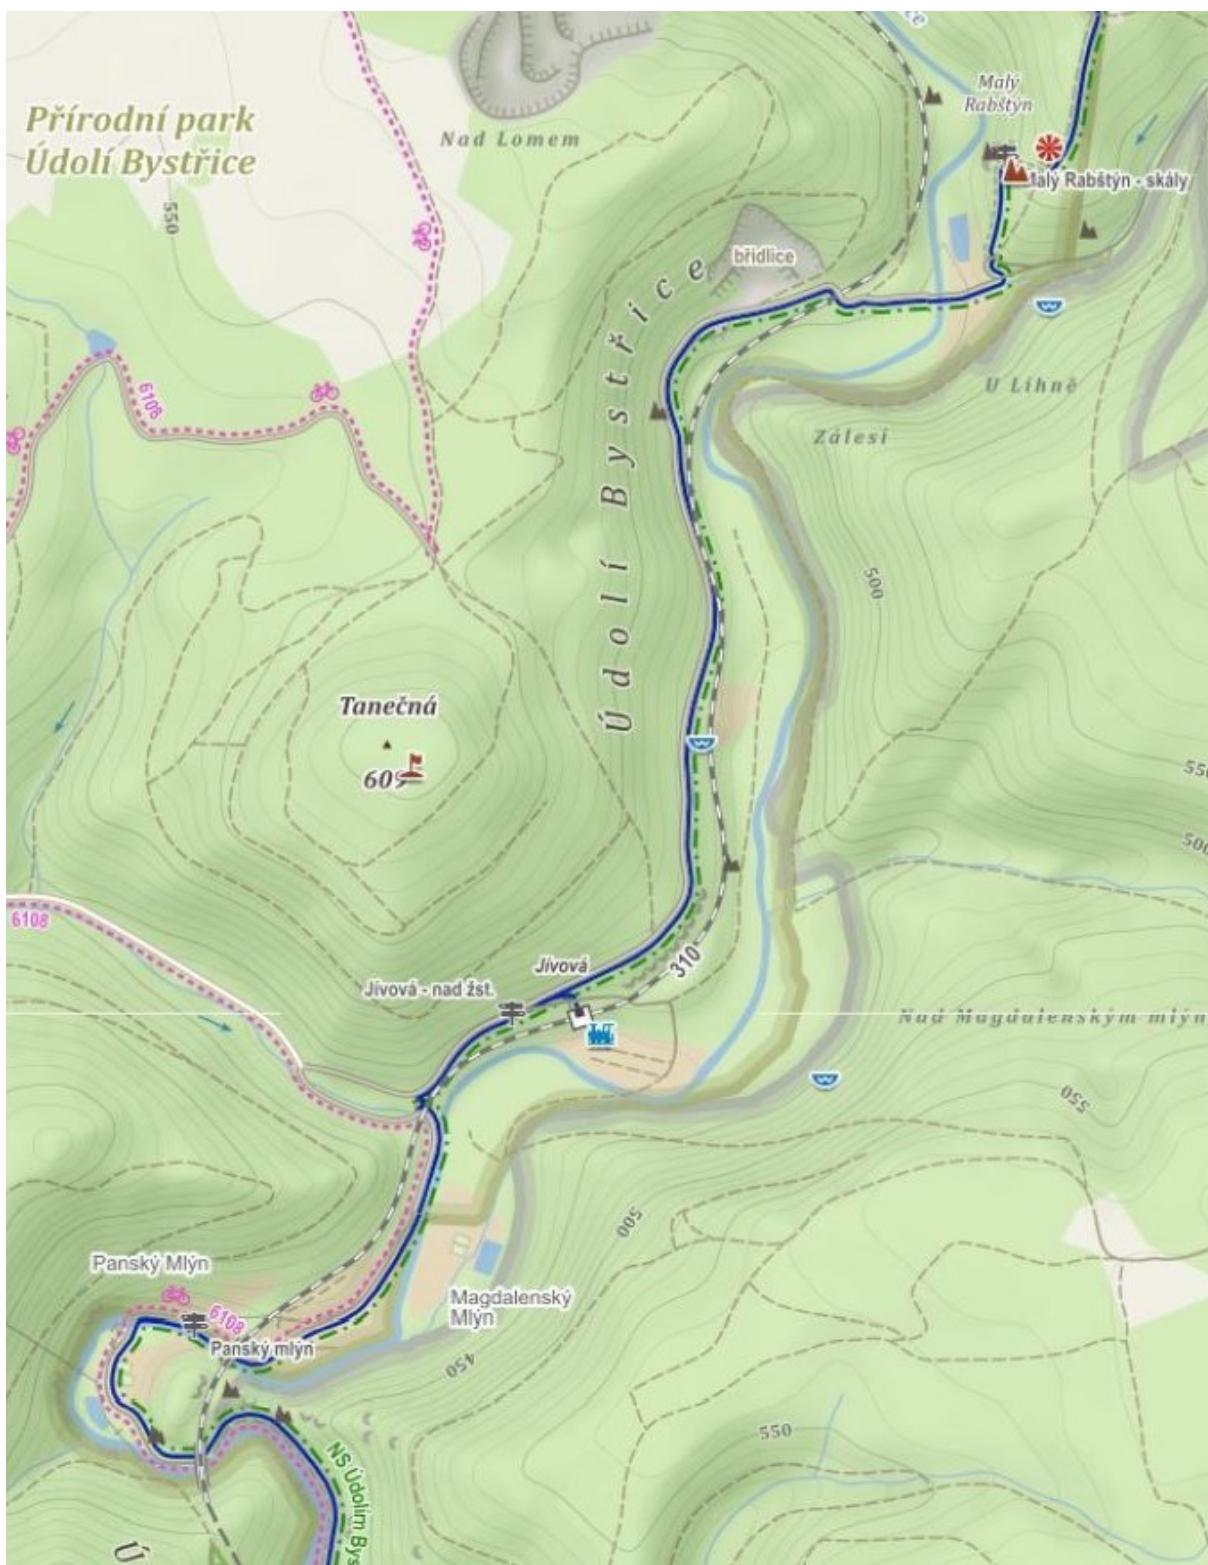 Malý
Rabštýn
Přírodní park
Údolí Bystřice
Nad Lomem
Malý Rabštýn - skály
550
břidlice
Údolí Bystřice
U Líhně
6108
Zálesí
500
Tanečná
609
550
500
6108
Jívová
310
Jívová - nad žst.
Nad Magdalenským mlýn
550
500
Panský Mlýn
Magdalenský
Mlýn
6108
Panský mlýn
450
550
NS Údolím Bys
Ú